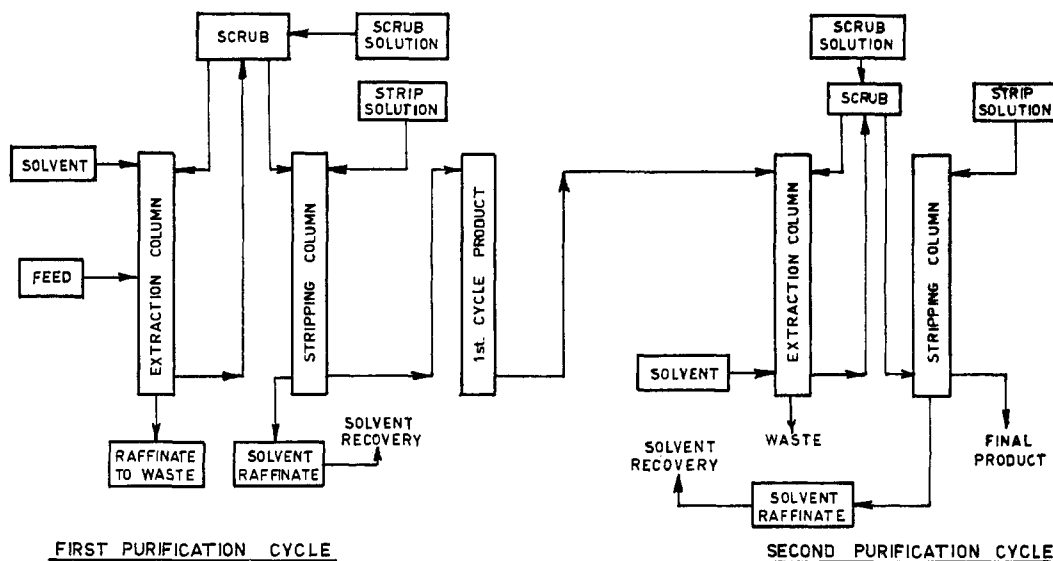 SCRUB
SCRUB
SOLUTION
STRIP
SOLUTION
SOLVENT
FEED
EXTRACTION COLUMN
STRIPPING COLUMN
1st. CYCLE PRODUCT
RAFFINATE
TO WASTE
SOLVENT
RAFFINATE
SOLVENT
RECOVERY
FIRST PURIFICATION CYCLE
SCRUB
SOLUTION
SCRUB
STRIP
SOLUTION
EXTRACTION COLUMN
STRIPPING COLUMN
SOLVENT
WASTE
FINAL
PRODUCT
SOLVENT
RECOVERY
SOLVENT
RAFFINATE
SECOND PURIFICATION CYCLE